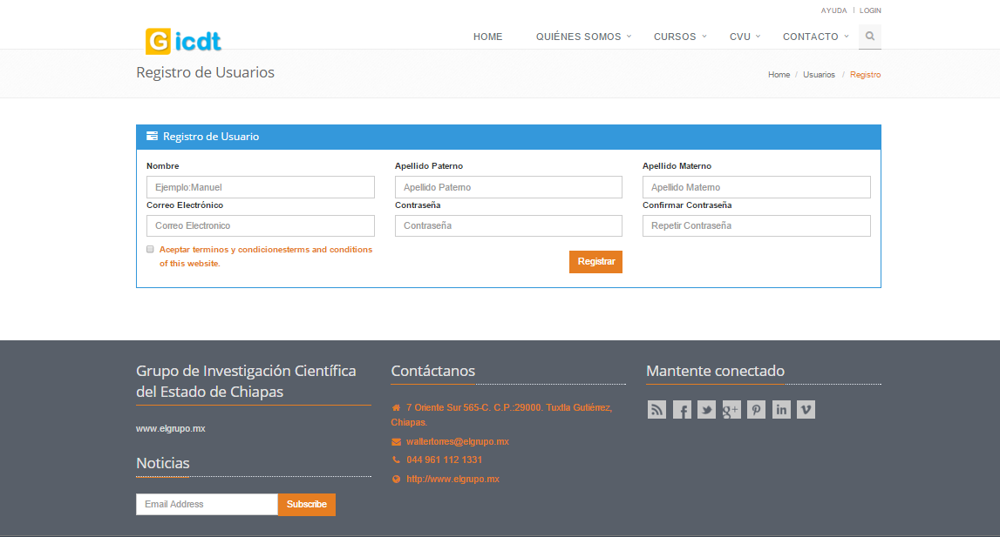 AYUDA | LOGIN
G icdt
HOME QUIÉNES SOMOS CURSOS CVU CONTACTO
Registro de Usuarios
Home / Usuarios / Registro
Registro de Usuario
Nombre Apellido Paterno Apellido Materno
Ejemplo:Manuel Apellido Paterno Apellido Materno
Correo Electrónico Contraseña Confirmar Contraseña
Correo Electronico Contraseña Repetir Contraseña
Aceptar terminos y condicionesterms and conditions
of this website.
Registrar
Grupo de Investigación Científica
del Estado de Chiapas
www.elgrupo.mx
Noticias
Email Address Subscribe
Contáctanos
7 Oriente Sur 565-C. C.P.:29000. Tuxtla Gutiérrez,
Chiapas.
waltertorres@elgrupo.mx
044 961 112 1331
http://www.elgrupo.mx
Mantente conectado